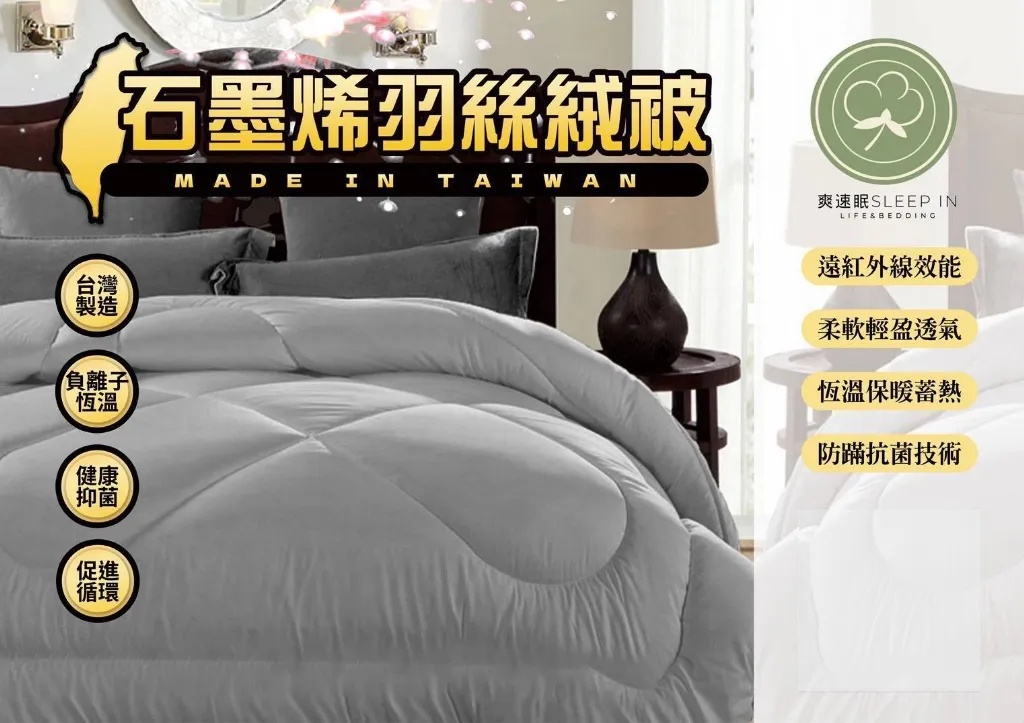 石墨烯羽絲絨被
MADE IN TAIWAN
台灣
製造
負離子
恆溫
健康
抑菌
促進
循環
爽速眠SLEEP IN
LIFE&BEDDING
遠紅外線效能
柔軟輕盈透氣
恆溫保暖蓄熱
防蹣抗菌技術